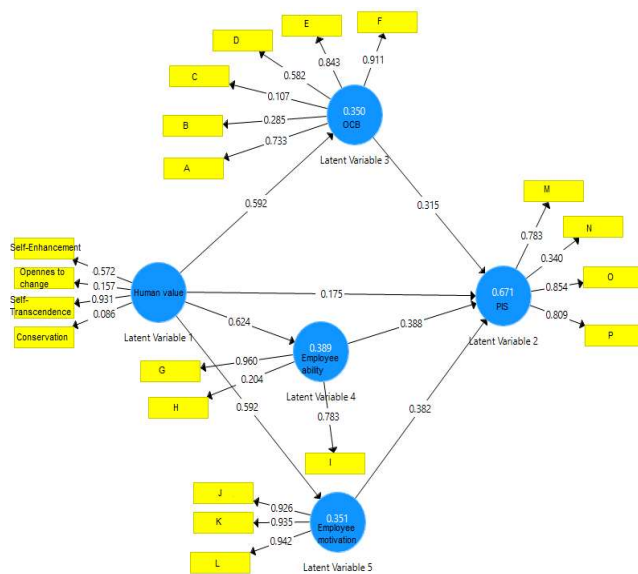 E
F
D
0.843
0.911
C
0.582
0.107
0.350
OCB
B
0.285
0.733
A
Latent Variable 3
M
0.592
0.315
N
0.783
0.340
Self-Enhancement
0.572
Opennes to
change
0.157
Human value
0.175
0.671
PIS
0.854
O
Self-
Transcendence
0.931
0.086
0.809
Conservation
0.624
0.388
P
Latent Variable 1
Latent Variable 2
0.389
Employee
ability
G
0.960
0.204
H
Latent Variable 4
0.592
0.783
0.382
I
J
0.926
0.351
Employee
motivation
K
0.935
0.942
L
Latent Variable 5